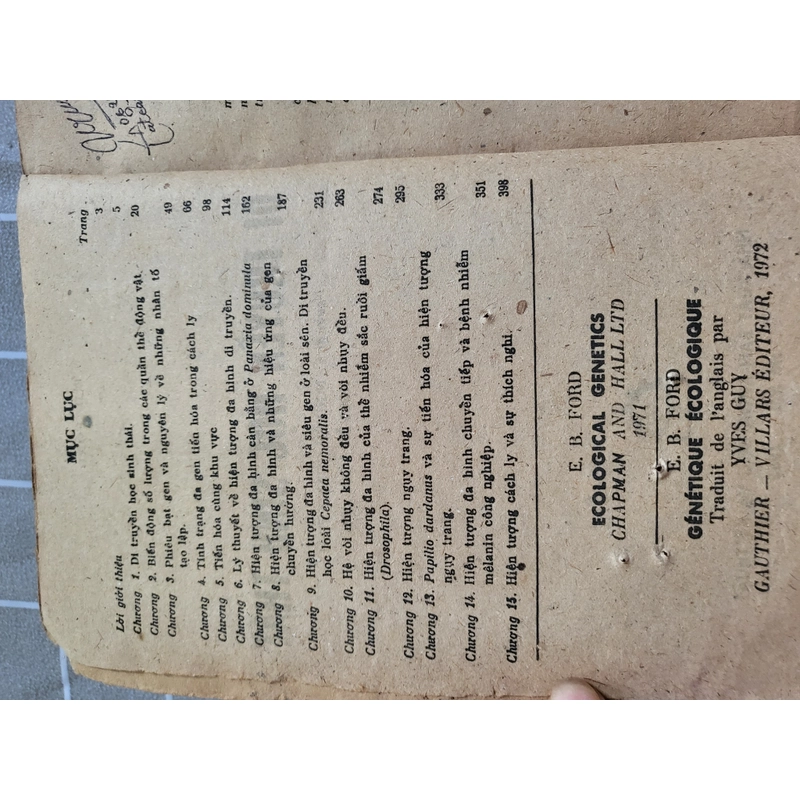 MỤC LỤC
Trang
Lời giới thiệu 3
Chương 1. Di truyền học sinh thái. 5
Chương 2. Biến động số lượng trong các quần thể động vật. 20
Chương 3. Phiêu bạt gen và nguyên lý về những nhân tố
tạo lập. 49
Chương 4. Tình trạng đa gen tiến hóa trong cách ly 66
Chương 5. Tiến hóa cùng khu vực 98
Chương 6. Lý thuyết về hiện tượng đa hình di truyền. 114
Chương 7. Hiện tượng đa hình cân bằng ở Panaxia dominula 162
Chương 8. Hiện tượng đa hình và những hiệu ứng của gen
chuyển hướng. 187
Chương 9. Hiện tượng đa hình và siêu gen ở loài sên. Di truyền
học loài Cepaea nemoralis. 231
Chương 10. Hệ vòi nhuy không đều và vòi nhụy đều. 263
Chương 11. Hiện tượng đa hình của thể nhiễm sắc ruồi giấm
(Drosophila). 274
Chương 12. Hiện tượng ngụy trang. 295
Chương 13. Papilio dardanus và sự tiến hóa của hiện tượng
ngụy trang. 333
Chương 14. Hiện tượng đa hình chuyển tiếp và bệnh nhiễm
mêlanin công nghiệp. 351
Chương 15. Hiện tượng cách ly và sự thích nghi. 398
E. B. FORD
ECOLOGICAL GENETICS
CHAPMAN AND HALL LTD
1971
E. B. FORD
GÉNÉTIQUE ÉCOLOGIQUE
Traduit de l'anglais par
YVES GUY
GAUTHIER – VILLARS ÉDITEUR, 1972